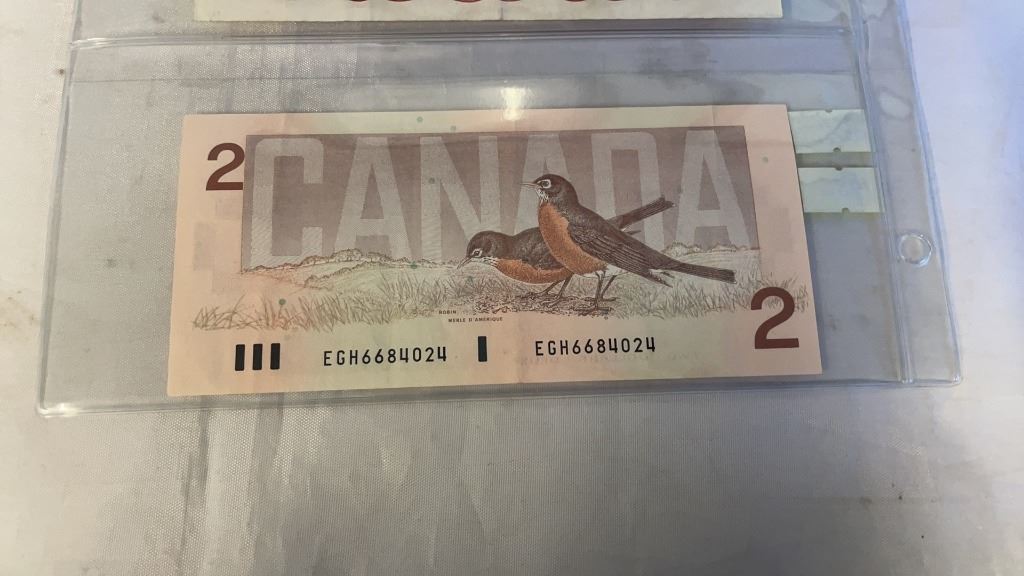 2
CANADA
ROBIN
MERLE D'AMÉRIQUE
2
EGH6684024 EGH6684024